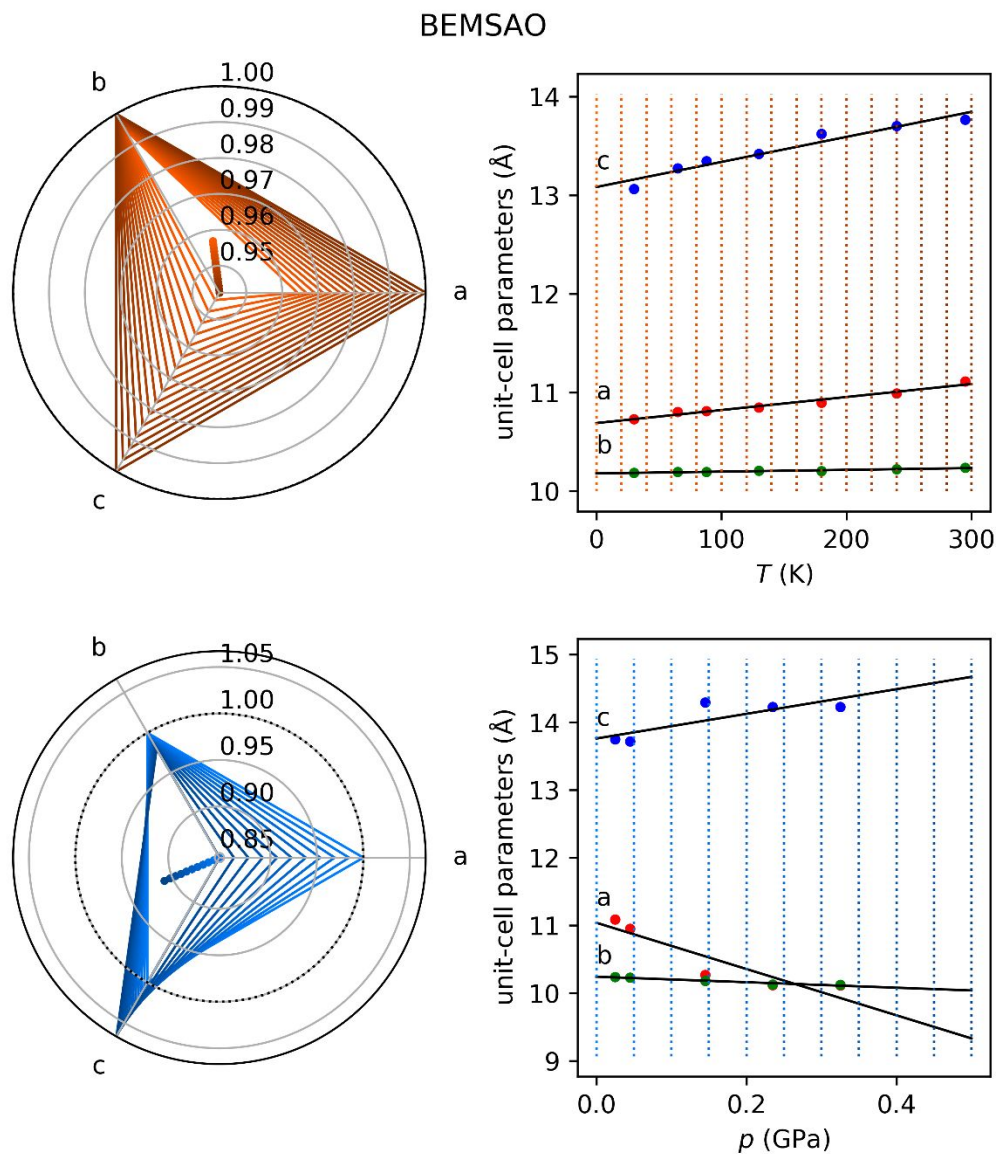 BEMSAO
b
1.00
0.99
0.98
0.97
0.96
0.95
a
c
unit-cell parameters (Å)
14
13
12
11
10
c
a
b
0
100
200
300
T (K)
b
1.05
1.00
0.95
0.90
0.85
a
c
unit-cell parameters (Å)
15
14
13
12
11
10
9
c
a
b
0.0
0.2
0.4
p (GPa)